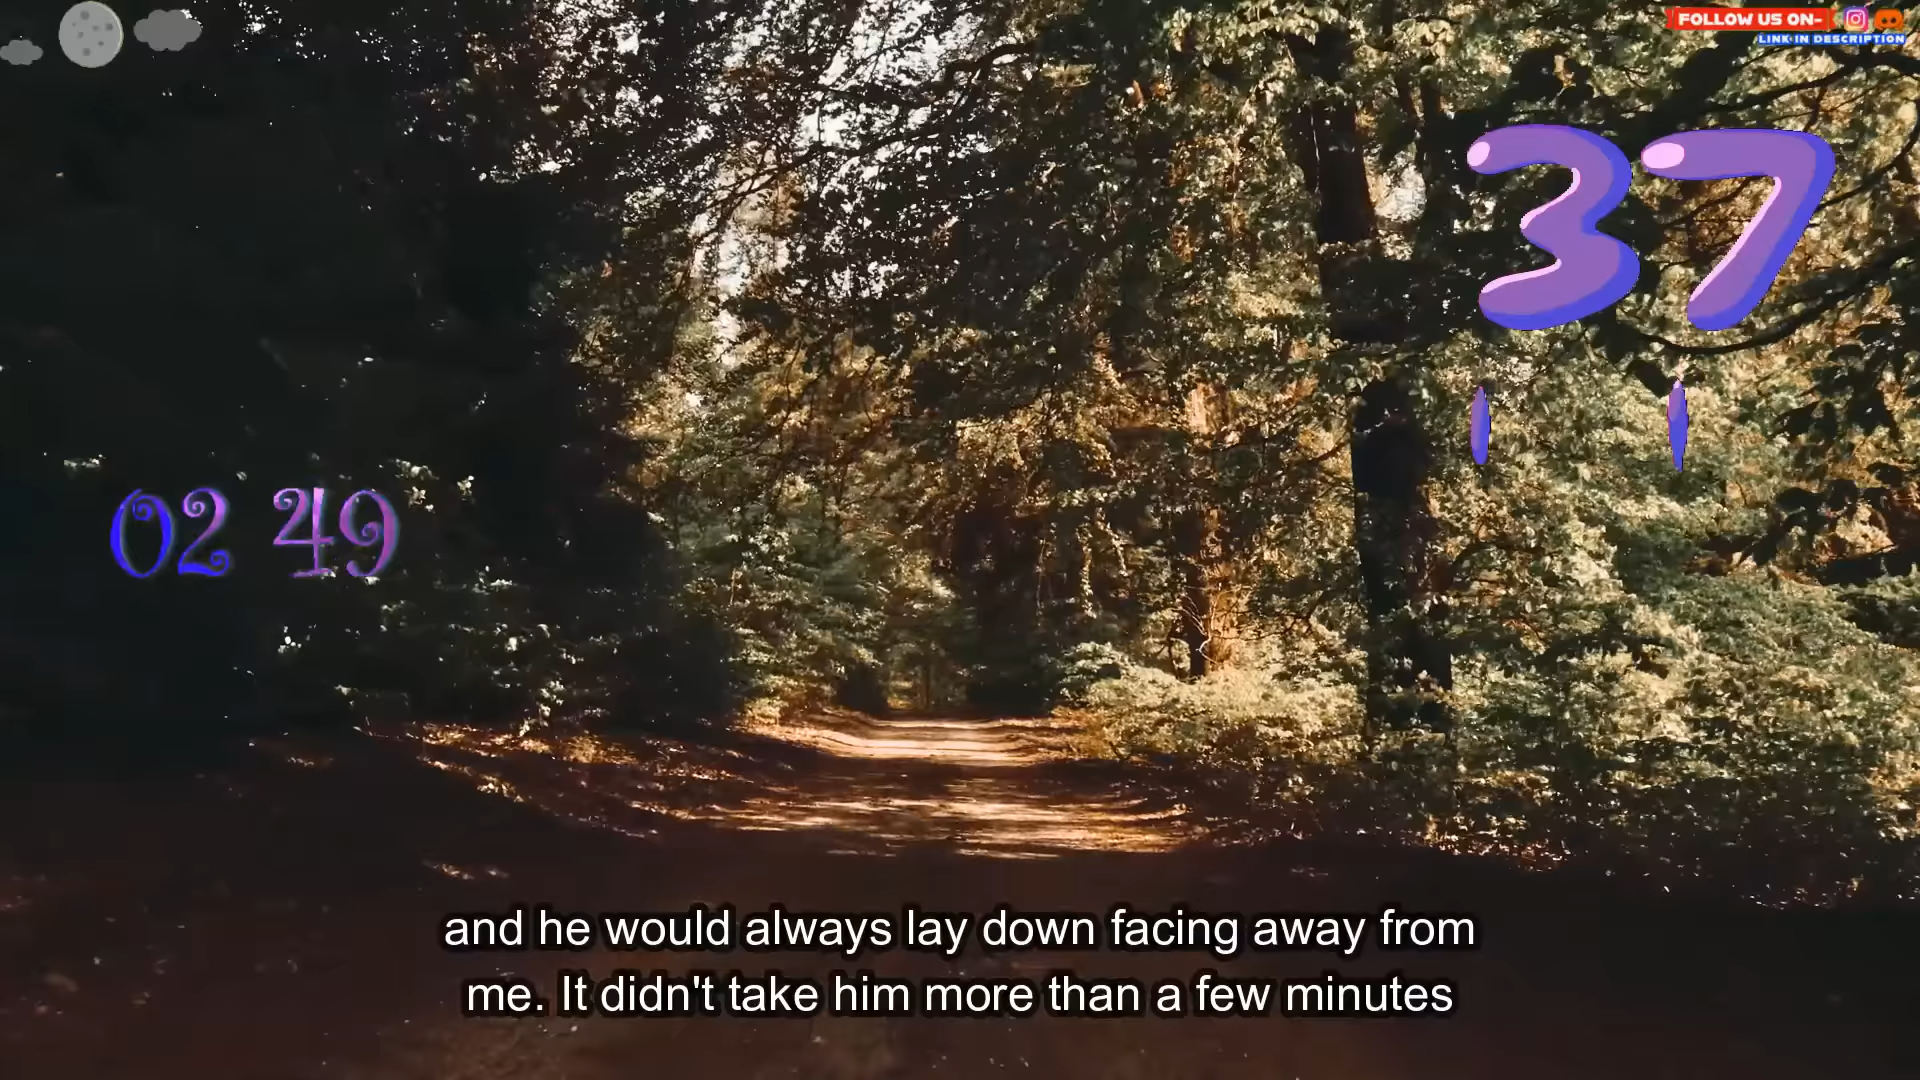 FOLLOW US ON-
LINK IN DESCRIPTION
37
02 49
and he would always lay down facing away from
me. It didn't take him more than a few minutes